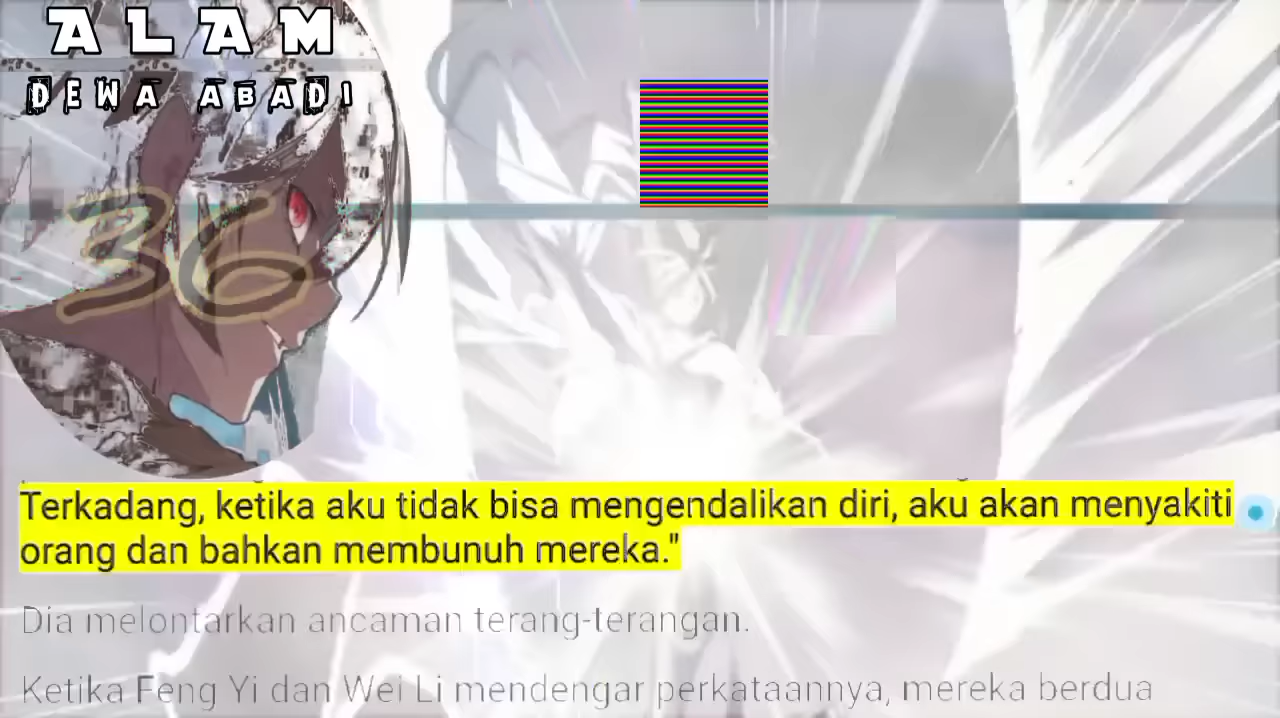 ALAM
DEWA ABADI
36
Terkadang, ketika aku tidak bisa mengendalikan diri, aku akan menyakiti
orang dan bahkan membunuh mereka."
Dia melontarkan ancaman terang-terangan.
Ketika Feng Yi dan Wei Li mendengar perkataannya, mereka berdua